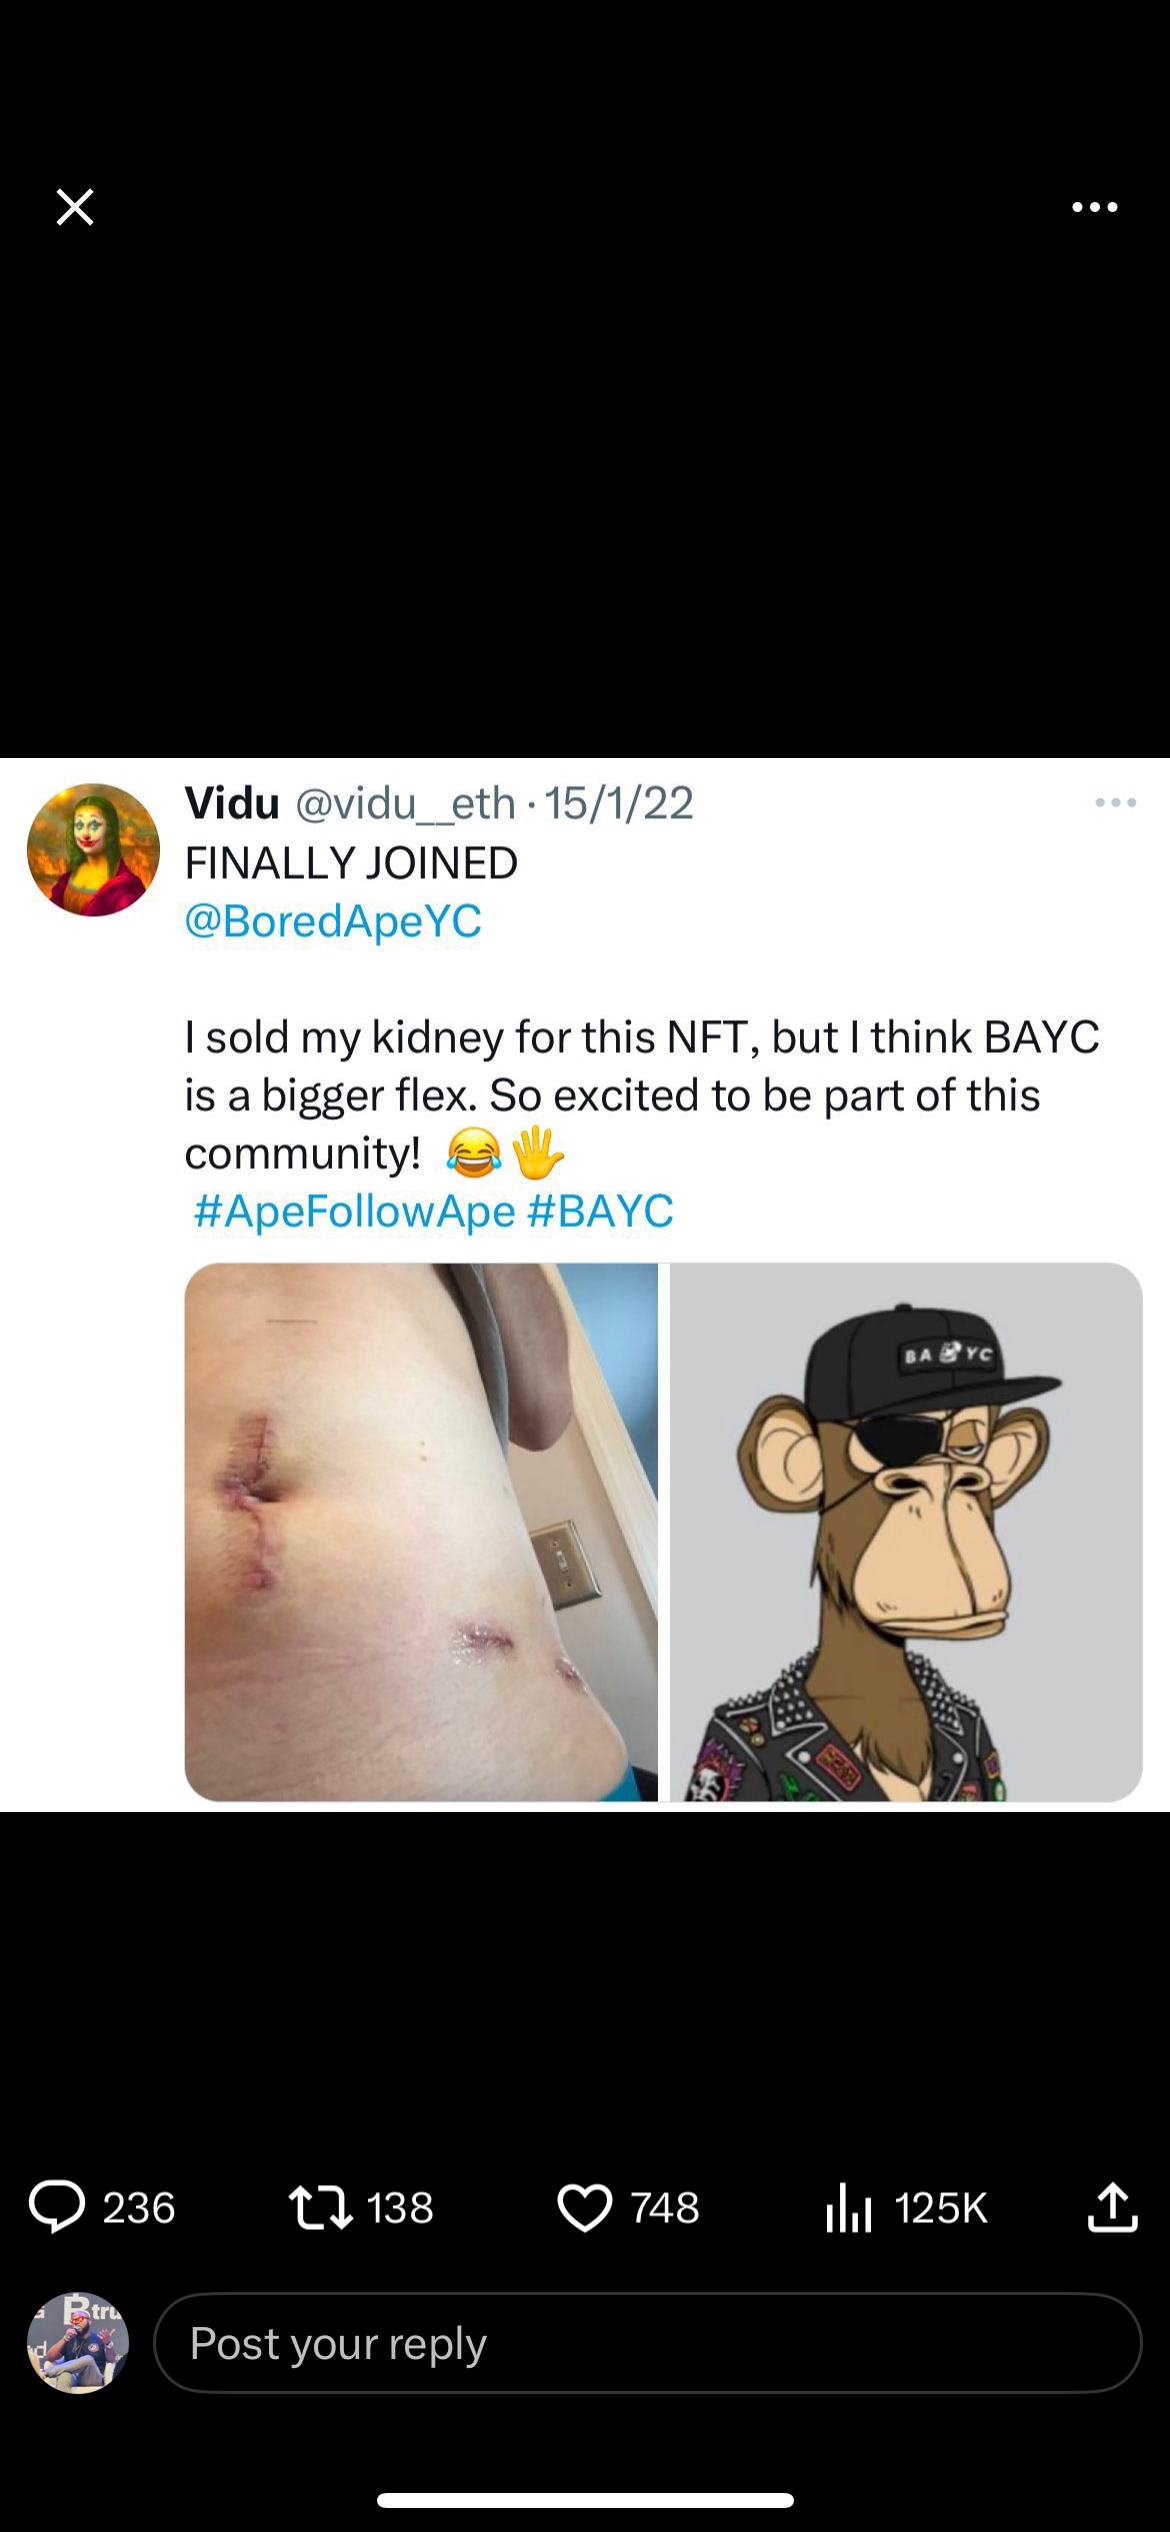 Vidu @vidu__eth · 15/1/22
FINALLY JOINED
@BoredApeYC
I sold my kidney for this NFT, but I think BAYC
is a bigger flex. So excited to be part of this
community! 😂🖐
#ApeFollowApe #BAYC
BA YC
236 138 748 125K
Post your reply